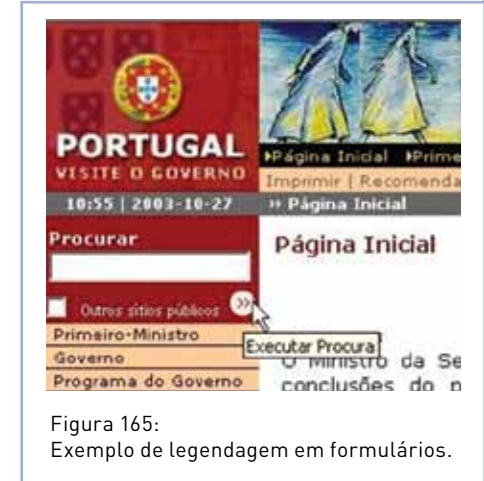 PORTUGAL
VISITE O GOVERNO
10:55 | 2003-10-27
Página Inicial Prime
Imprimir | Recomenda
» Página Inicial
Procurar
Outros sítios públicos »
Primeiro-Ministro
Governo
Programa do Governo
Página Inicial
Executar Procura
O Ministro da Se
conclusões do p
Figura 165:
Exemplo de legendagem em formulários.